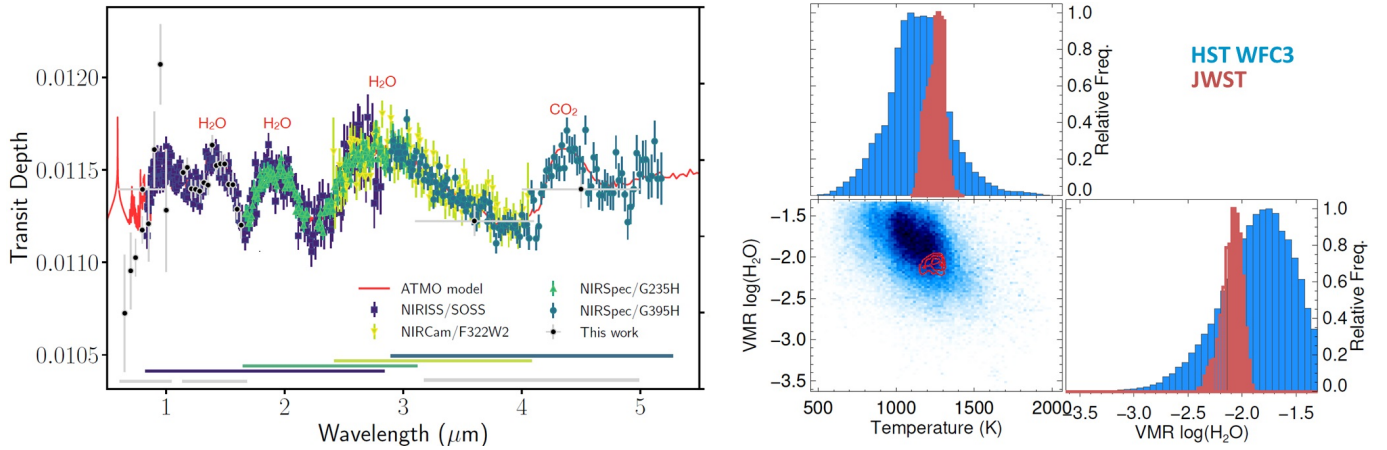 0.0120
0.0115
0.0110
0.0105
Transit Depth
H₂O
H₂O
H₂O
CO₂
ATMO model
NIRISS/SOSS
NIRCam/F322W2
NIRSpec/G235H
NIRSpec/G395H
This work
1
2
3
4
5
Wavelength (μm)
1.0
0.8
0.6
0.4
0.2
0.0
Relative Freq.
HST WFC3
JWST
−1.5
−2.0
−2.5
−3.0
−3.5
VMR log(H₂O)
500
1000
1500
2000
Temperature (K)
1.0
0.8
0.6
0.4
0.2
0.0
Relative Freq.
−3.5
−3.0
−2.5
−2.0
−1.5
VMR log(H₂O)